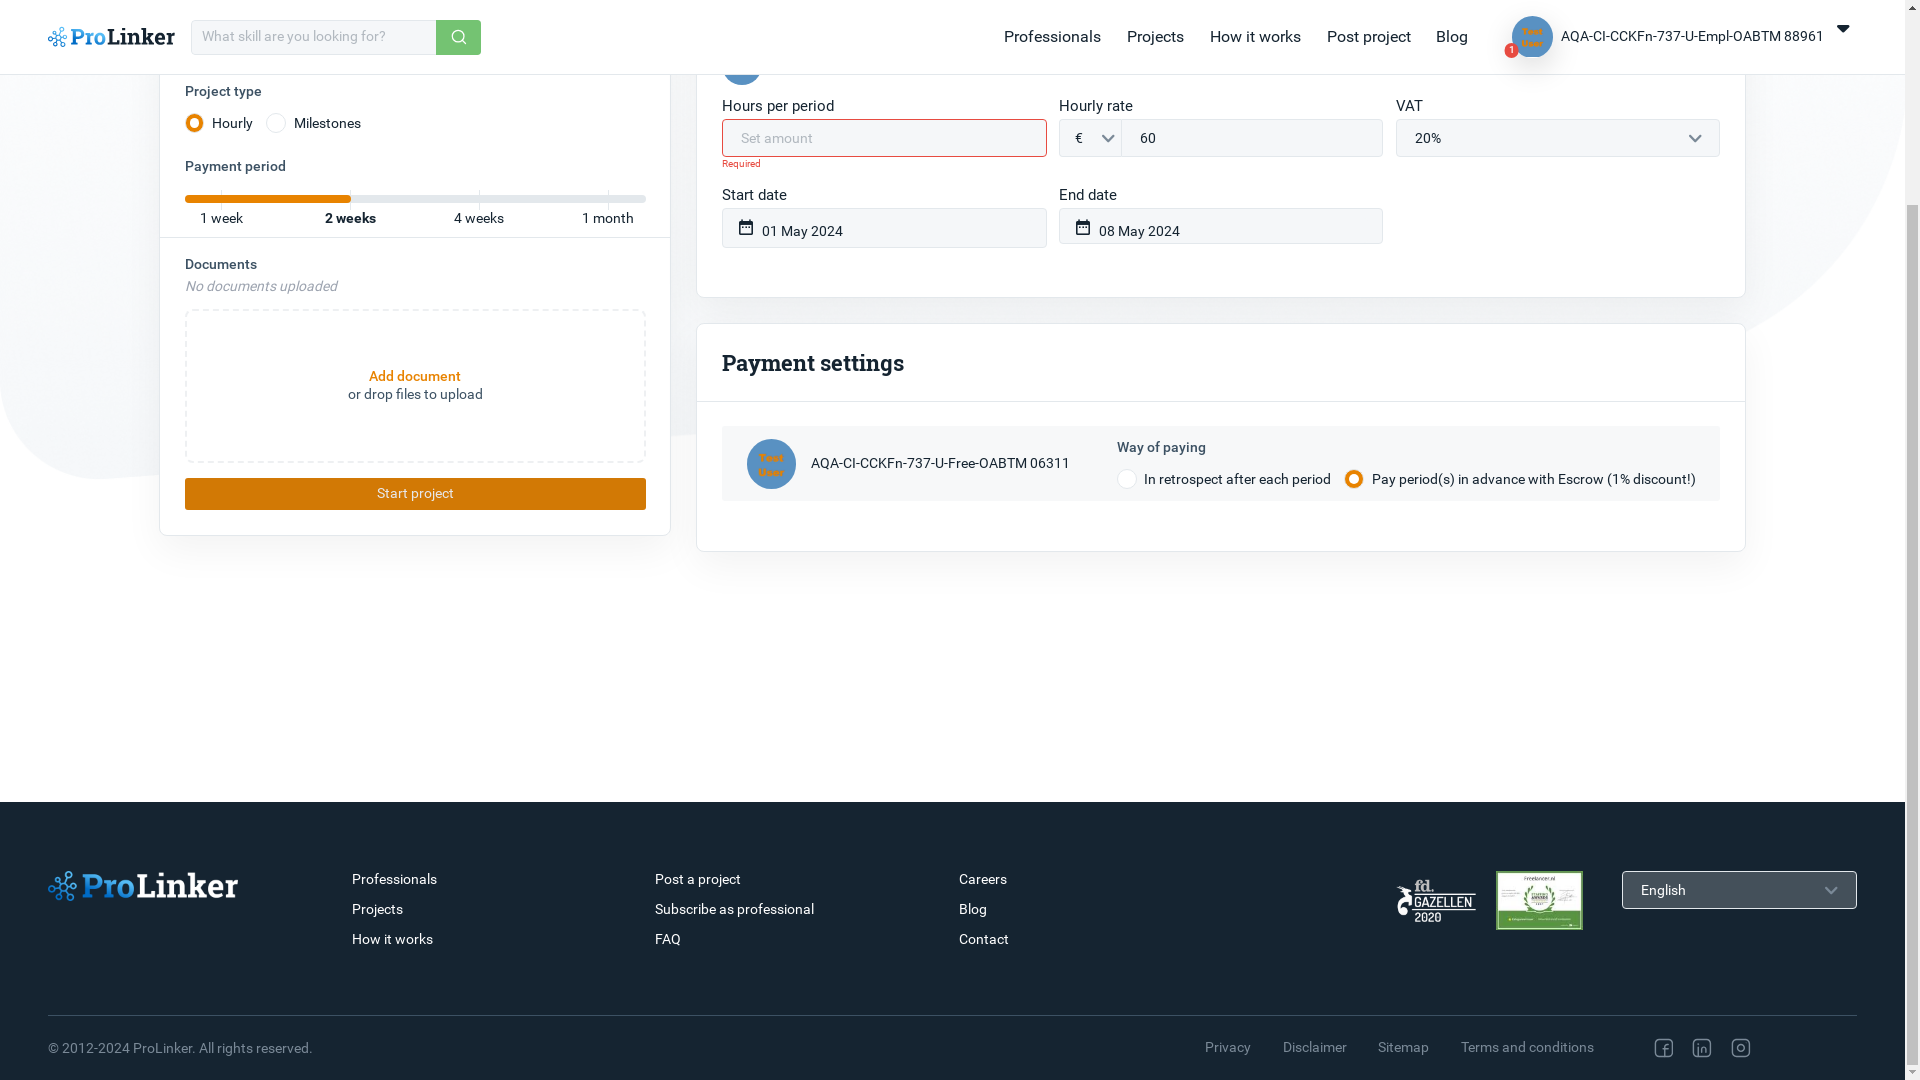 ProLinker
What skill are you looking for?
Professionals
Projects
How it works
Post project
Blog
Test
User
1
AQA-CI-CCKFn-737-U-Empl-OABTM 88961
Project type
Hourly
Milestones
Payment period
1 week
2 weeks
4 weeks
1 month
Documents
No documents uploaded
Add document
or drop files to upload
Start project
Hours per period
Set amount
Required
Hourly rate
€
60
VAT
20%
Start date
01 May 2024
End date
08 May 2024
Payment settings
Test
User
AQA-CI-CCKFn-737-U-Free-OABTM 06311
Way of paying
In retrospect after each period
Pay period(s) in advance with Escrow (1% discount!)
ProLinker
Professionals
Projects
How it works
Post a project
Subscribe as professional
FAQ
Careers
Blog
Contact
fd.
GAZELLEN
2020
Freelancer.nl
English
© 2012-2024 ProLinker. All rights reserved.
Privacy
Disclaimer
Sitemap
Terms and conditions